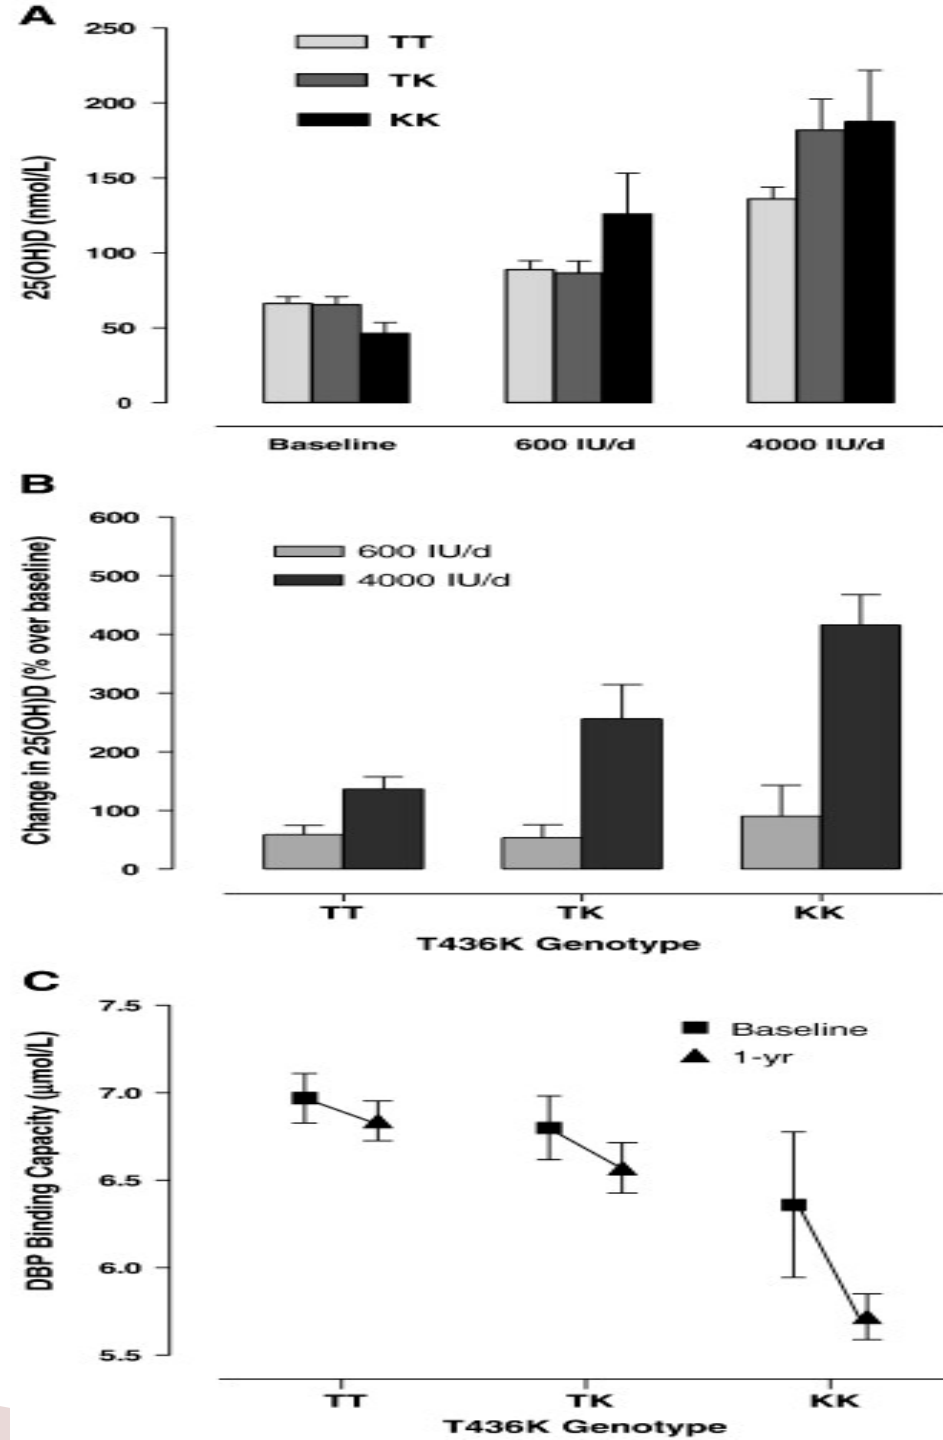 A
250
200
150
100
50
0
25(OH)D (nmol/L)
TT
TK
KK
Baseline 600 IU/d 4000 IU/d
B
600
500
400
300
200
100
0
Change in 25(OH)D (% over baseline)
600 IU/d
4000 IU/d
TT TK KK
T436K Genotype
C
7.5
7.0
6.5
6.0
5.5
DBP Binding Capacity (µmol/L)
Baseline
1-yr
TT TK KK
T436K Genotype